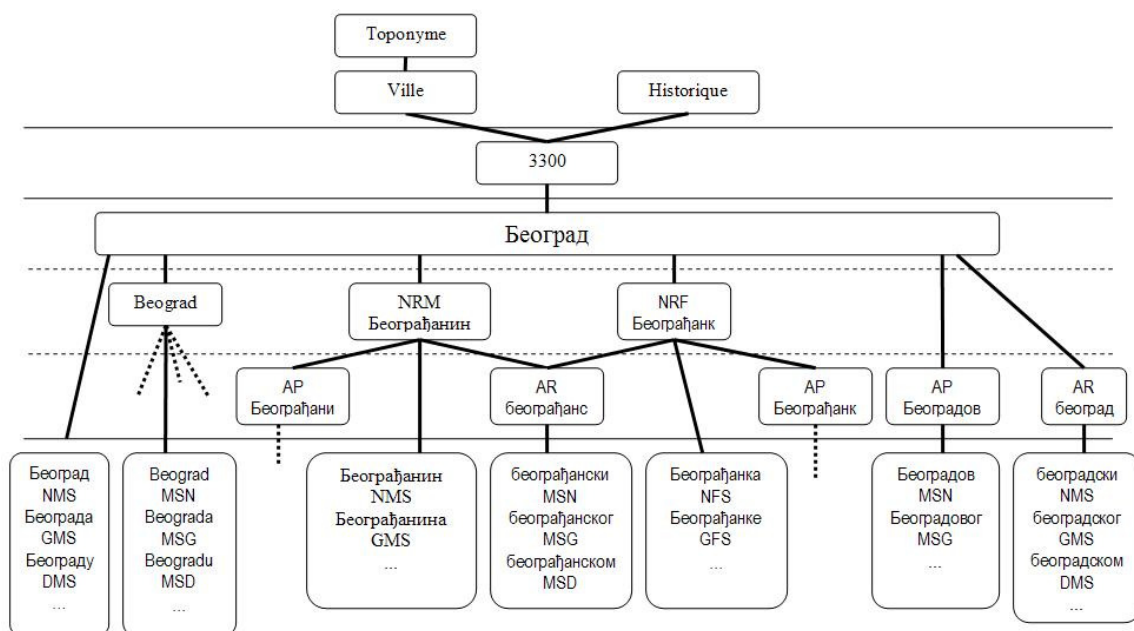 Toponyme
Ville
Historique
3300
Београд
Beograd
NRM
Београђанин
NRF
Београђанк
AP
Београђани
AR
београђанс
AP
Београђанк
AP
Београдов
AR
београд
Београд
NMS
Београда
GMS
Београду
DMS
...
Beograd
MSN
Beograda
MSG
Beogradu
MSD
...
Београђанин
NMS
Београђанина
GMS
...
београђански
MSN
београђанског
MSG
београђанском
MSD
Београђанка
NFS
Београђанке
GFS
...
Београдов
MSN
Београдовог
MSG
...
београдски
NMS
београдског
GMS
београдском
DMS
...